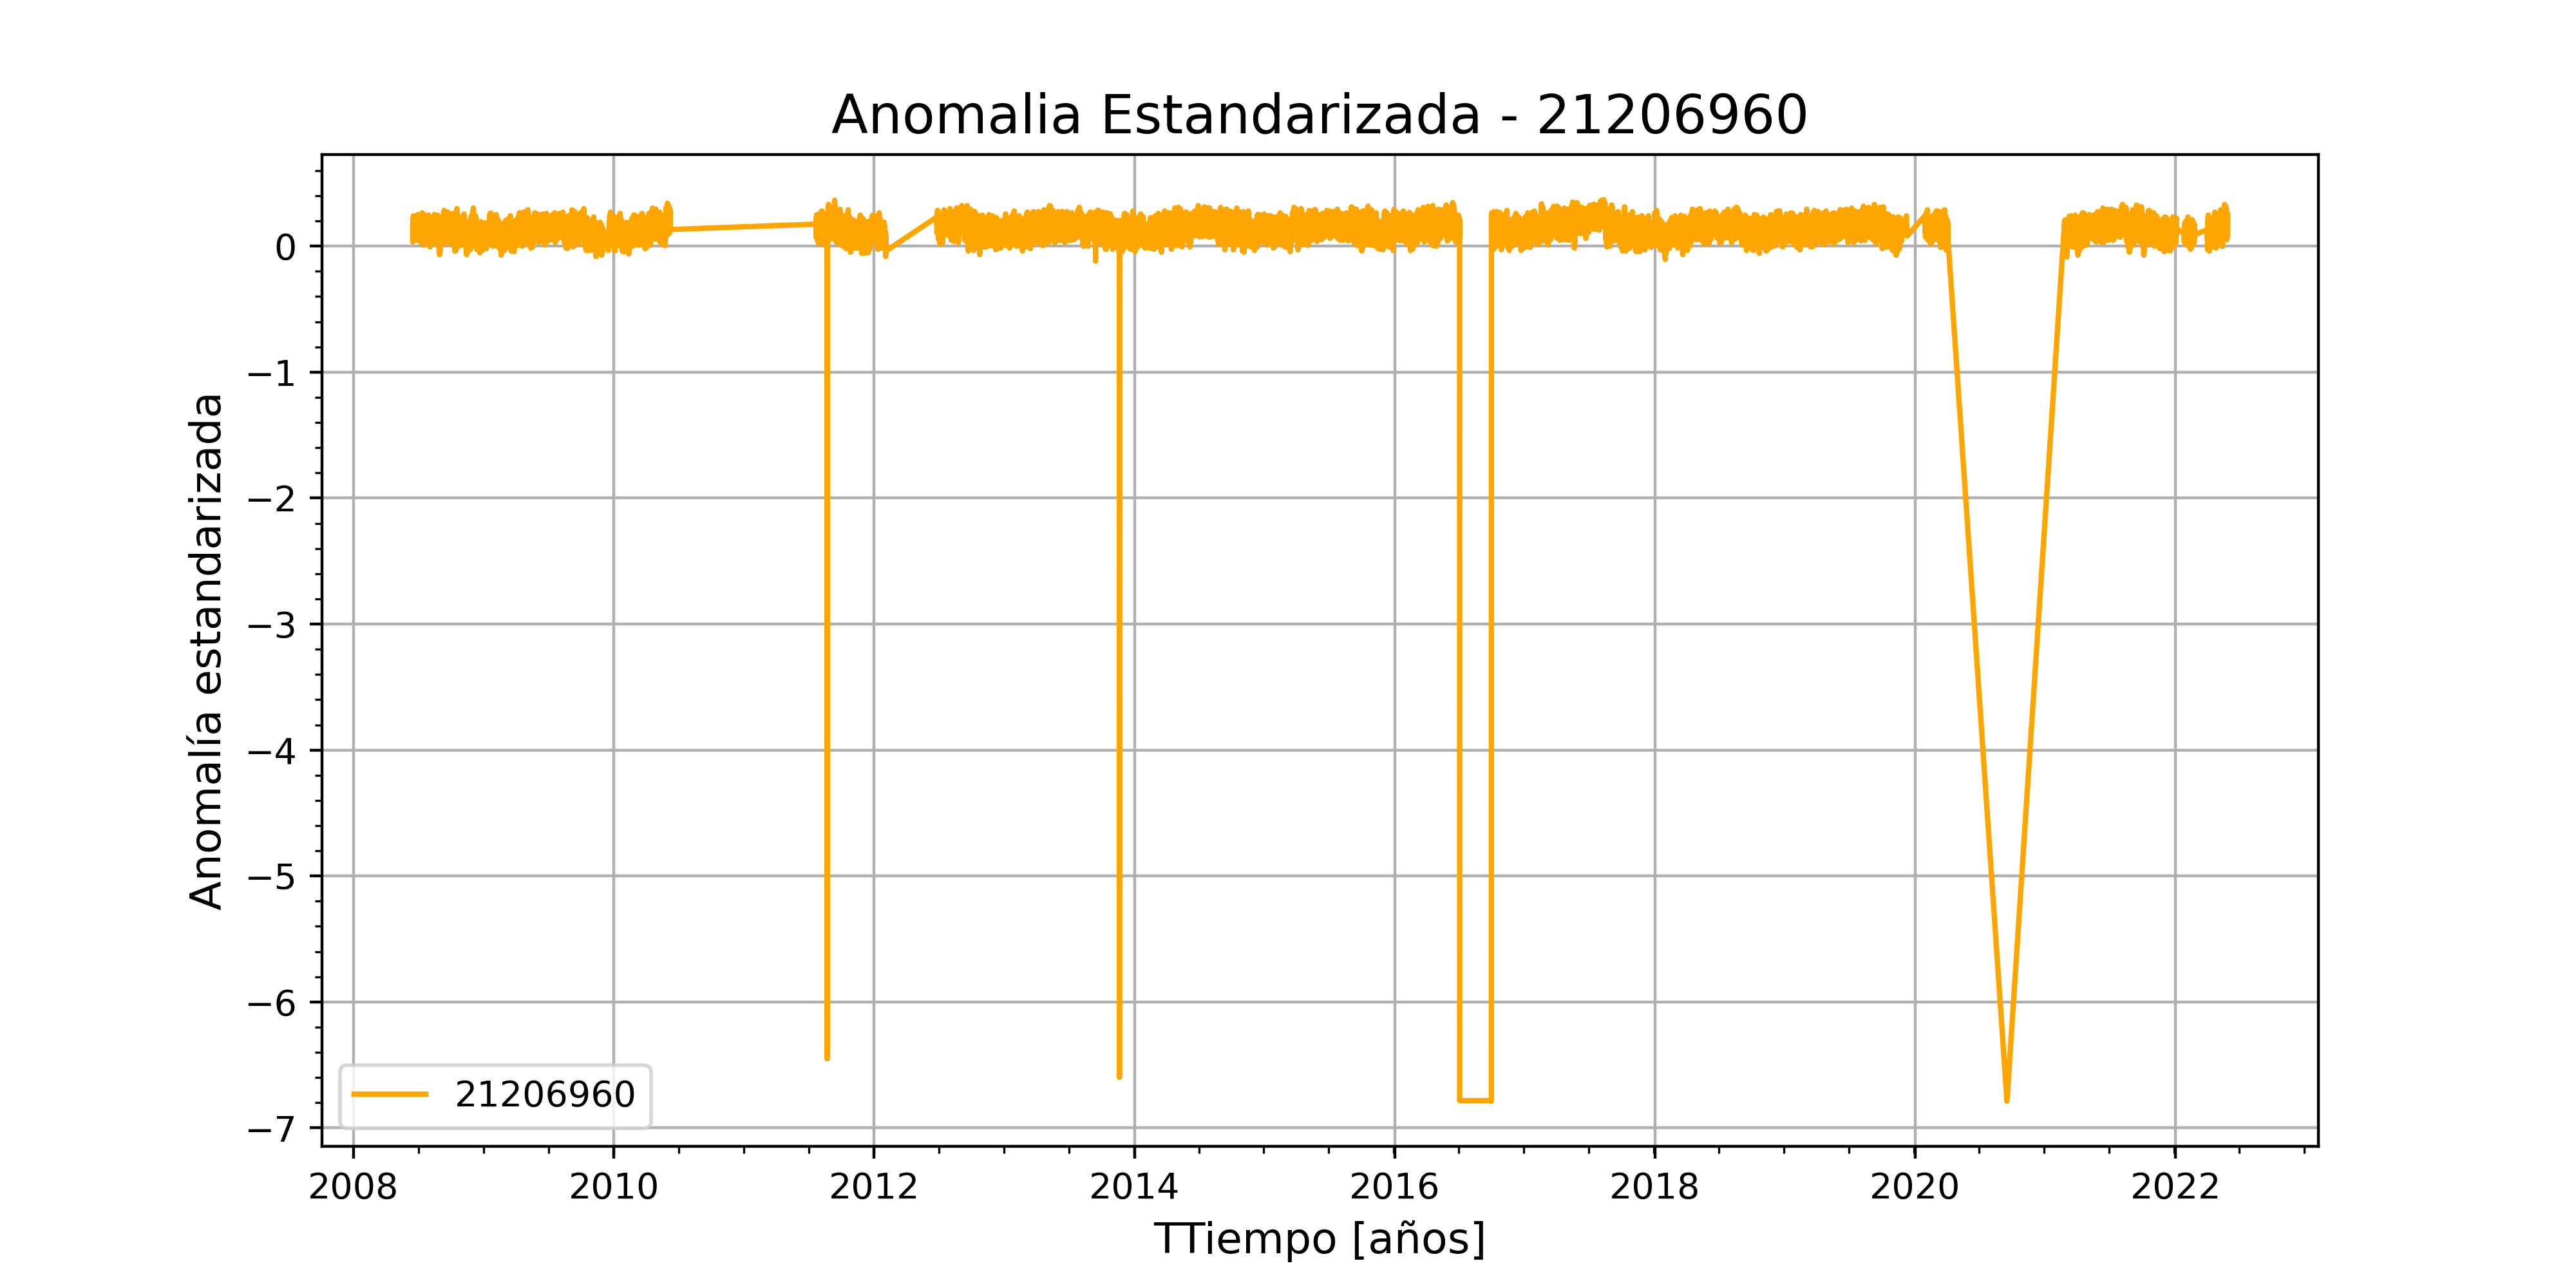 Anomalia Estandarizada - 21206960
Anomalía estandarizada
0
−1
−2
−3
−4
−5
−6
−7
21206960
2008 2010 2012 2014 2016 2018 2020 2022
TTiempo [años]